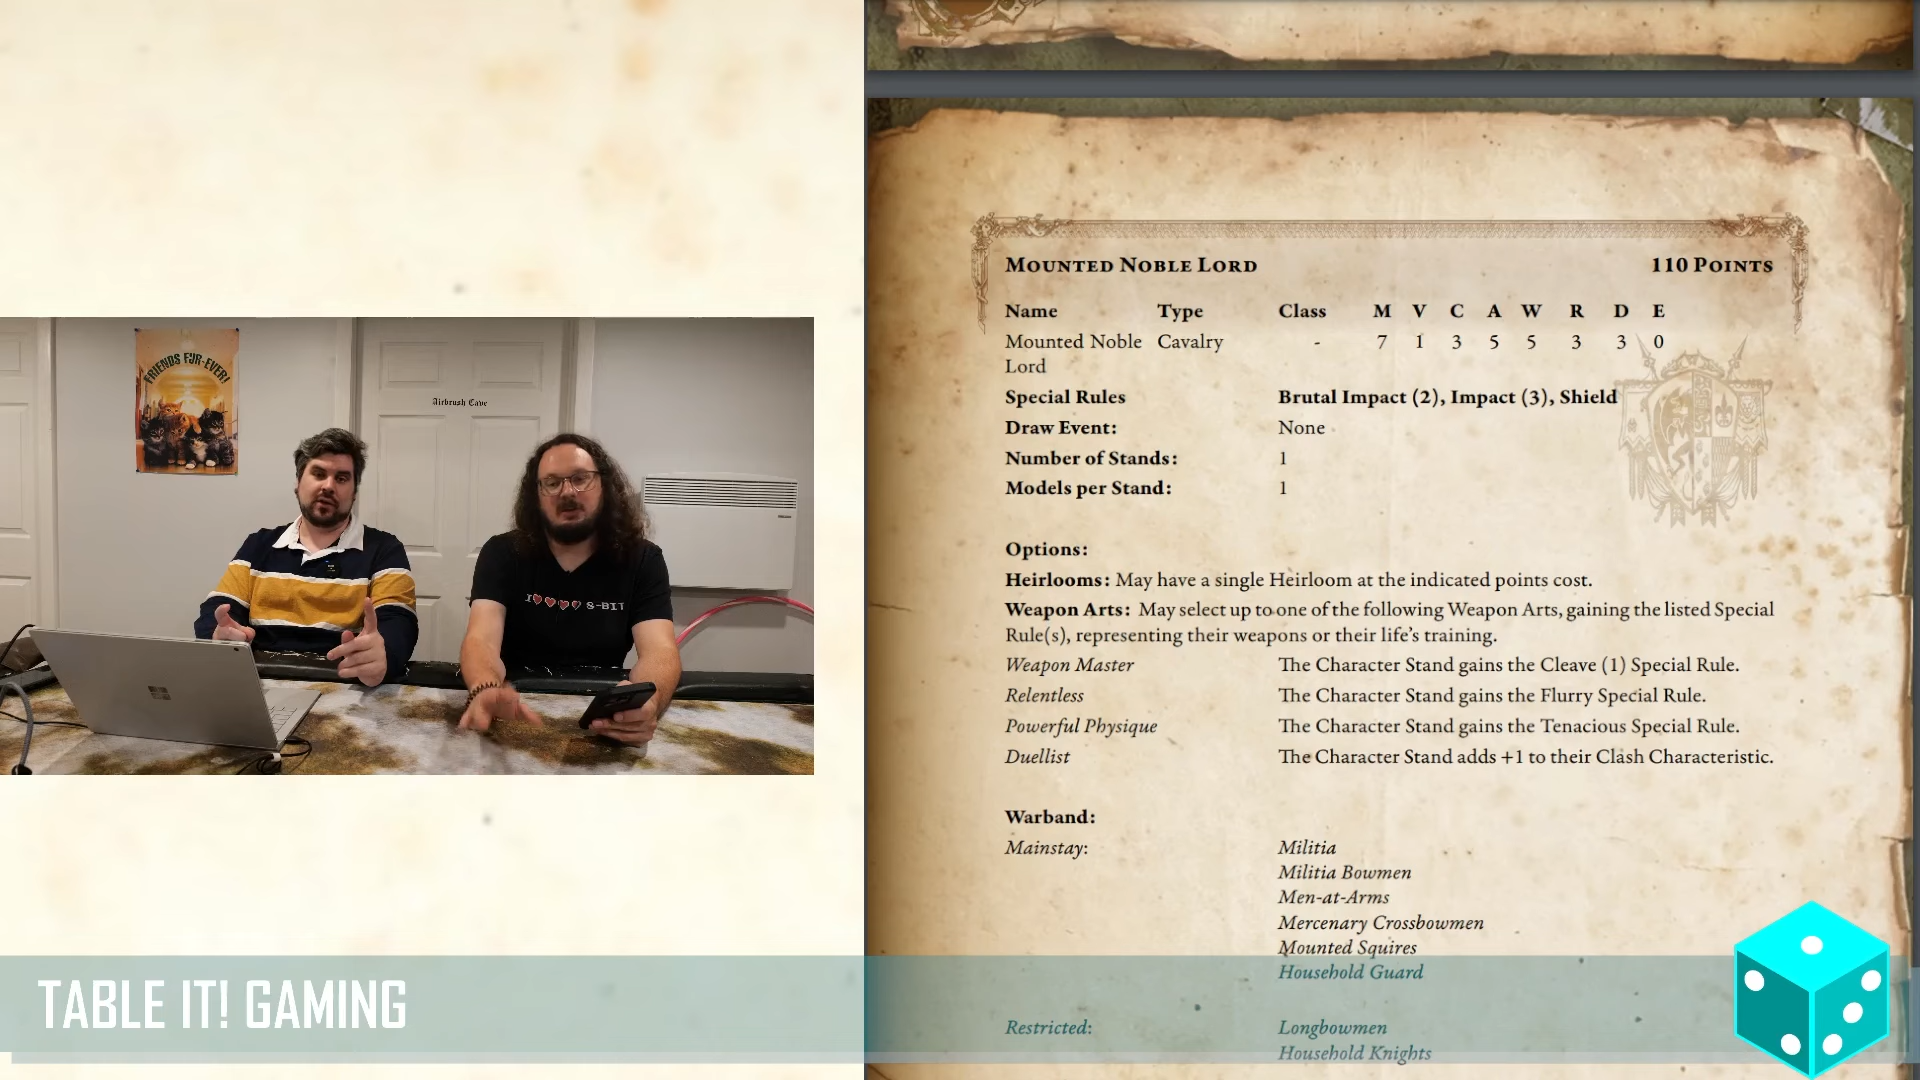 FRIENDS FUR-EVER!
Airbrush Cave
I 8-BIT
TABLE IT! GAMING
MOUNTED NOBLE LORD 110 POINTS
Name Type Class M V C A W R D E
Mounted Noble Cavalry - 7 1 3 5 5 3 3 0
Lord
Special Rules Brutal Impact (2), Impact (3), Shield
Draw Event: None
Number of Stands: 1
Models per Stand: 1
Options:
Heirlooms: May have a single Heirloom at the indicated points cost.
Weapon Arts: May select up to one of the following Weapon Arts, gaining the listed Special
Rule(s), representing their weapons or their life's training.
Weapon Master The Character Stand gains the Cleave (1) Special Rule.
Relentless The Character Stand gains the Flurry Special Rule.
Powerful Physique The Character Stand gains the Tenacious Special Rule.
Duellist The Character Stand adds +1 to their Clash Characteristic.
Warband:
Mainstay: Militia
Militia Bowmen
Men-at-Arms
Mercenary Crossbowmen
Mounted Squires
Household Guard
Restricted: Longbowmen
Household Knights